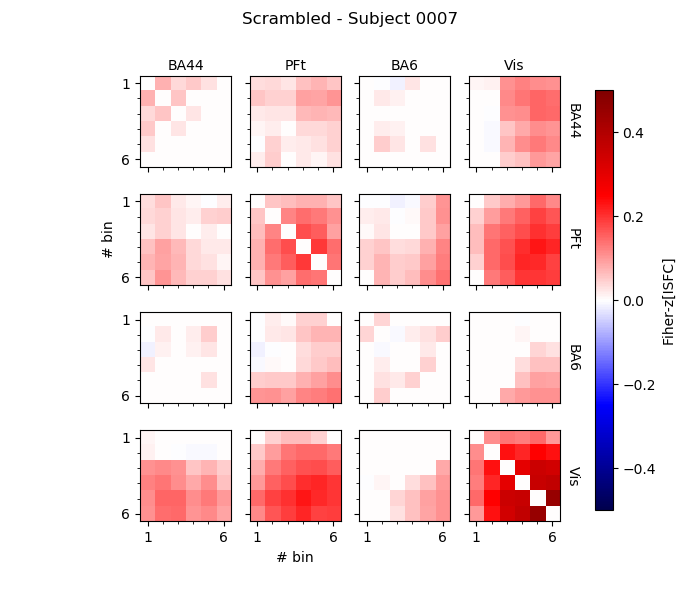 Scrambled - Subject 0007
BA44 PFt BA6 Vis
1
6
BA44
1
6
PFt
# bin
1
6
BA6
1
6
Vis
1 6 1 6 1 6 1 6
# bin
0.4
0.2
0.0
−0.2
−0.4
Fiher-z[ISFC]